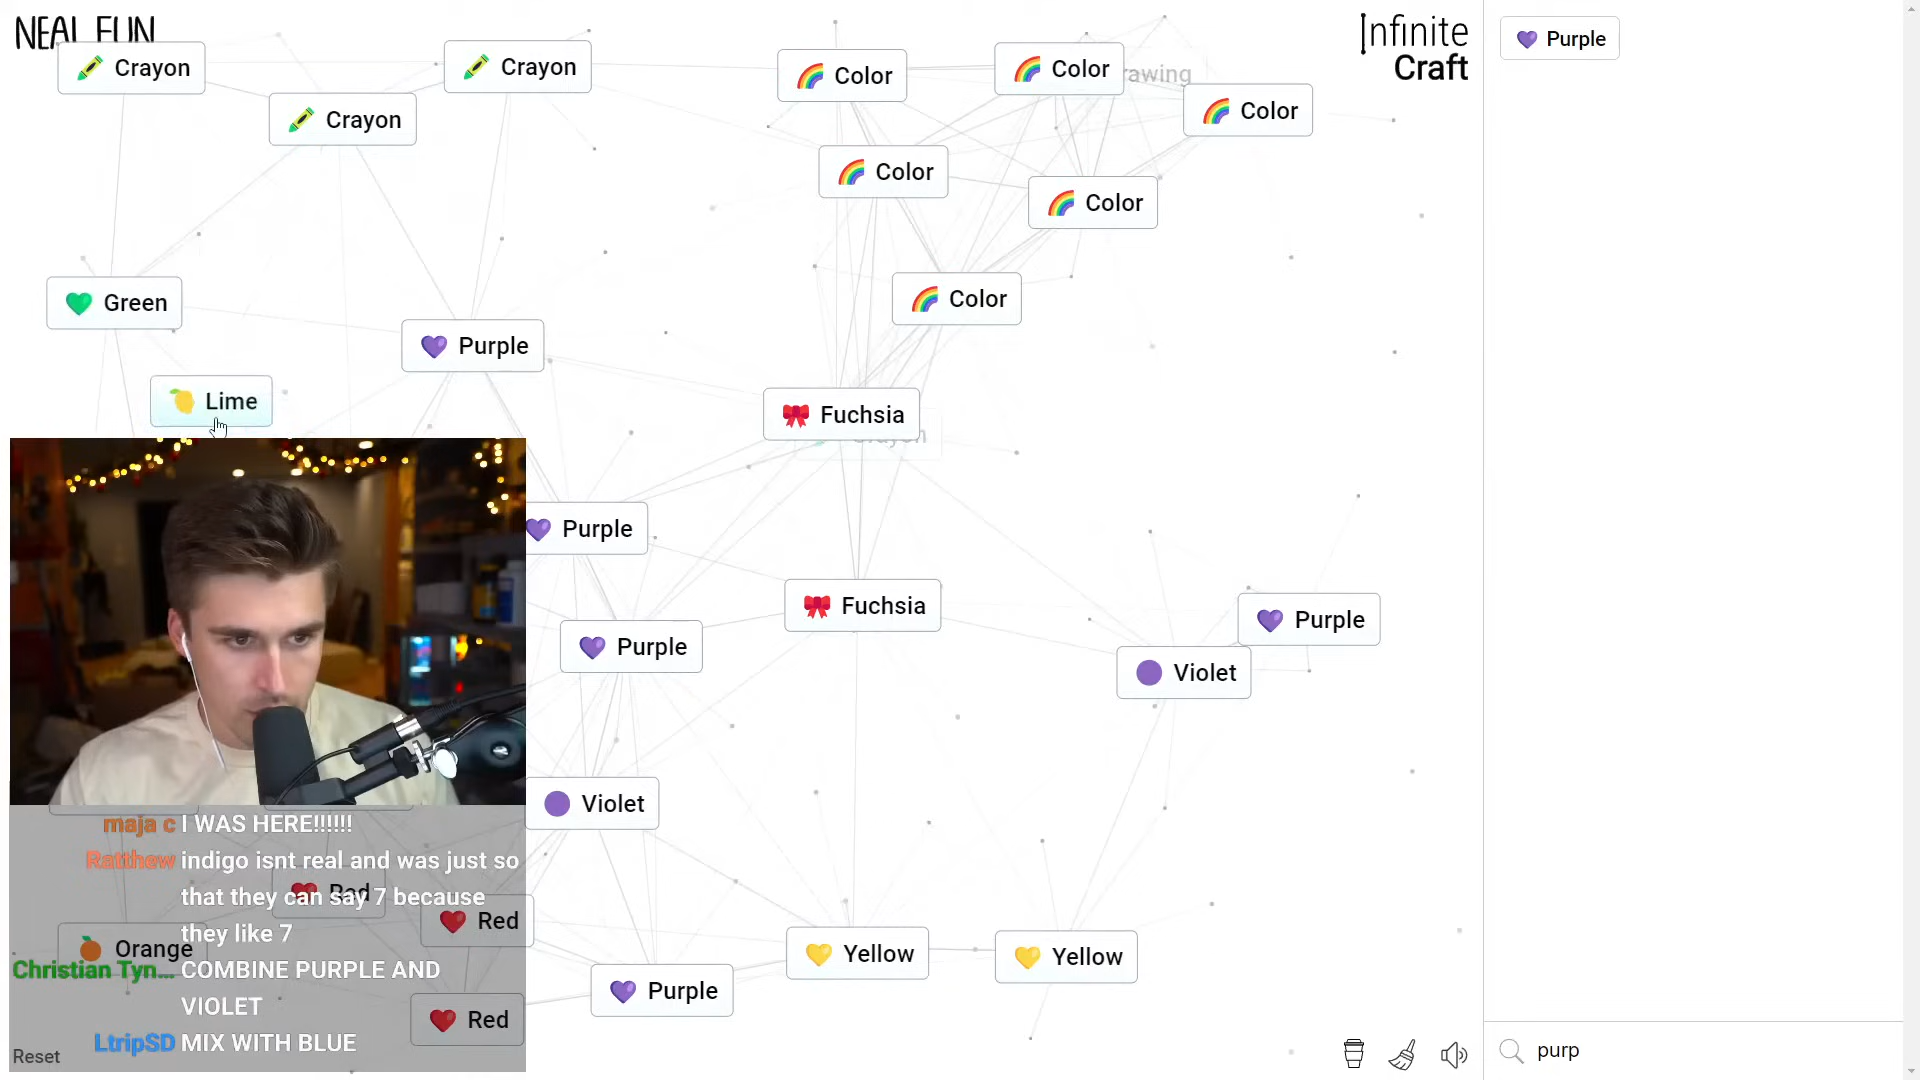 NEAL FUN
Infinite
Craft
Crayon
Crayon
Crayon
Color
Color
Color
Color
Color
Color
Green
Purple
Lime
Fuchsia
Purple
Fuchsia
Purple
Purple
Violet
Violet
Red
Red
Orange
Yellow
Yellow
Purple
Red
maja c I WAS HERE!!!!!!
Ratthew indigo isnt real and was just so
that they can say 7 because
they like 7
Christian Tyn... COMBINE PURPLE AND
VIOLET
LtripSD MIX WITH BLUE
Reset
Purple
purp